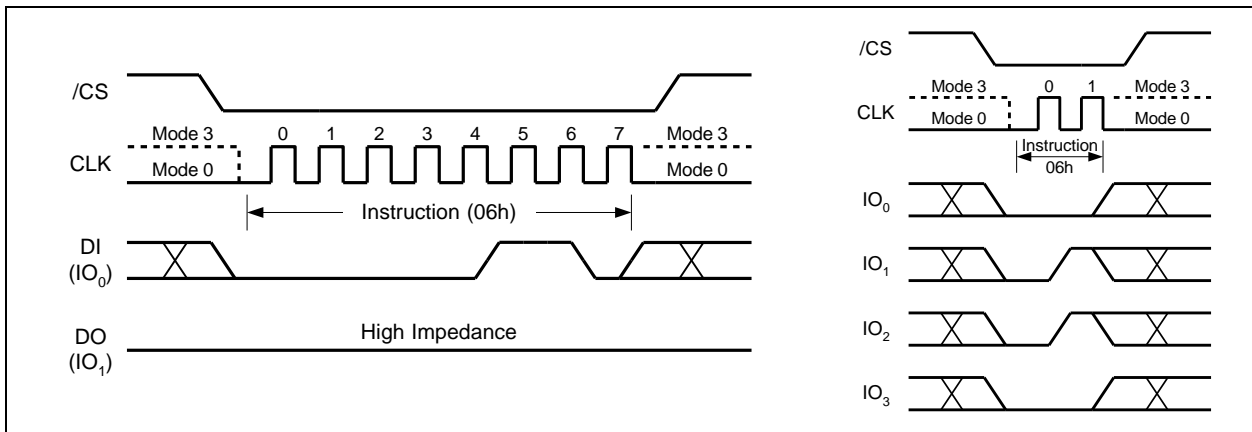 /CS
Mode 3
0 1 2 3 4 5 6 7
Mode 3
CLK
Mode 0
Mode 0
Instruction (06h)
DI
(IO0)
DO
(IO1)
High Impedance
/CS
Mode 3
0 1
Mode 3
CLK
Mode 0
Mode 0
Instruction
06h
IO0
IO1
IO2
IO3